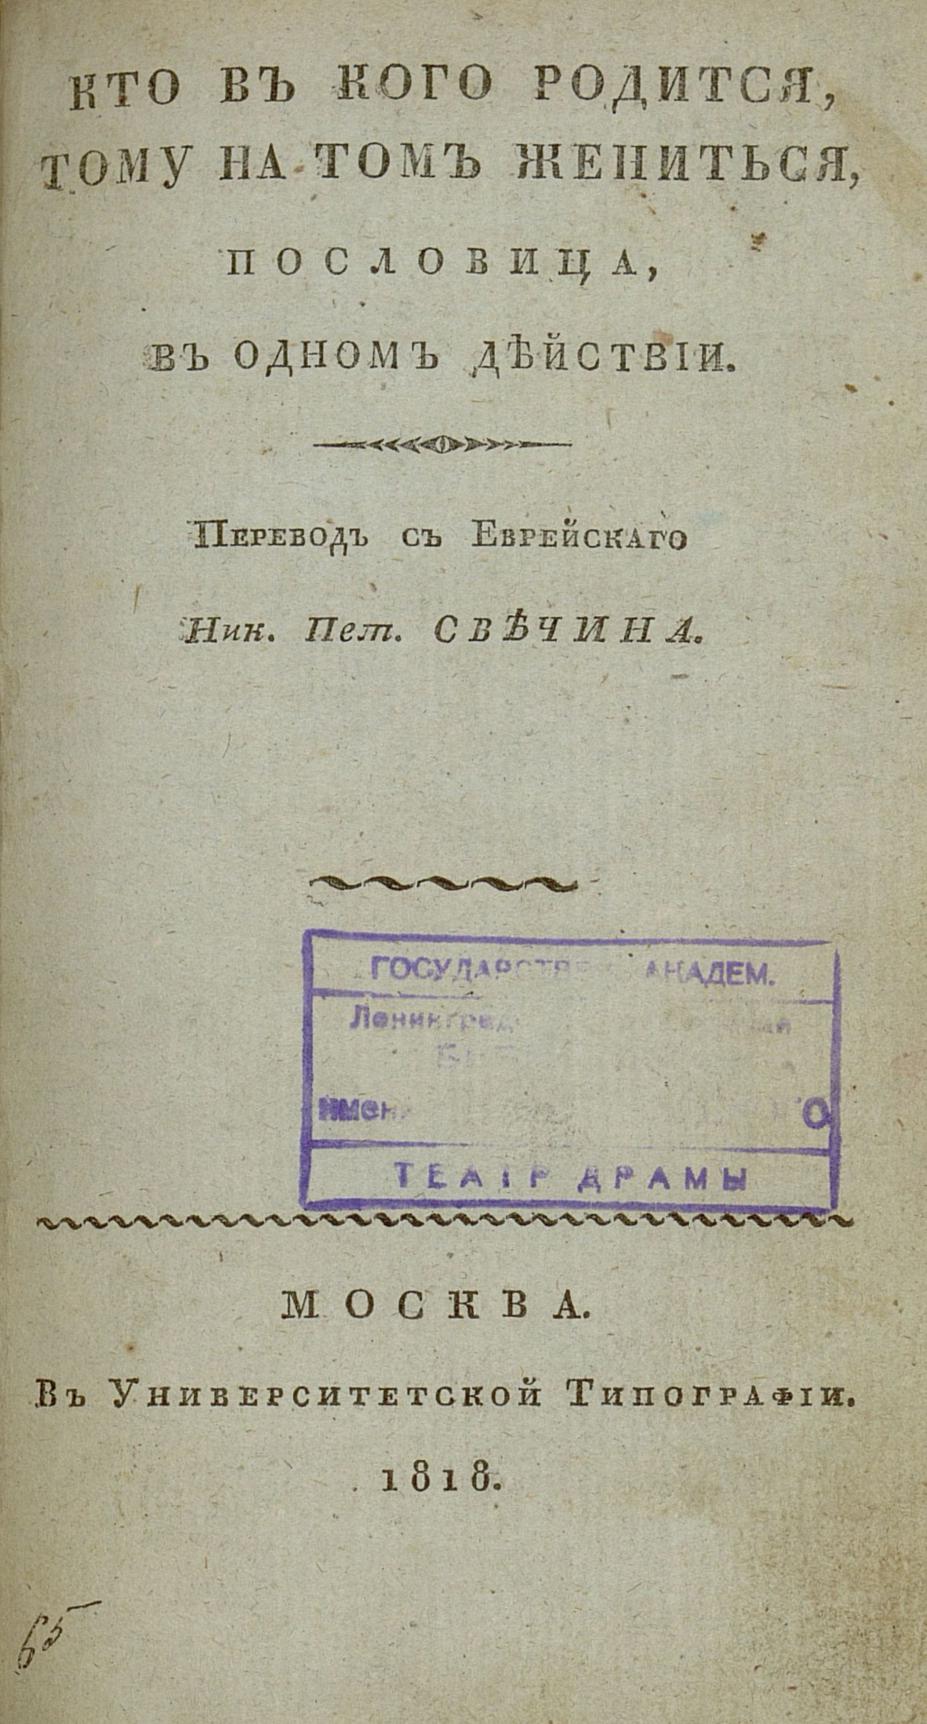 КТО ВЪ КОГО РОДИТСЯ,
ТОМУ НА ТОМЪ ЖЕНИТЬСЯ,
ПОСЛОВИЦА,
ВЪ ОДНОМЪ ДѢЙСТВІИ.
ПЕРЕВОДЪ СЪ ЕВРЕЙСКАГО
Ник. Пет. СВѢЧИНА.
АКАДЕМ.
ТЕАТР ДРАМЫ
МОСКВА.
ВЪ УНИВЕРСИТЕТСКОЙ ТИПОГРАФІИ.
1818.
65